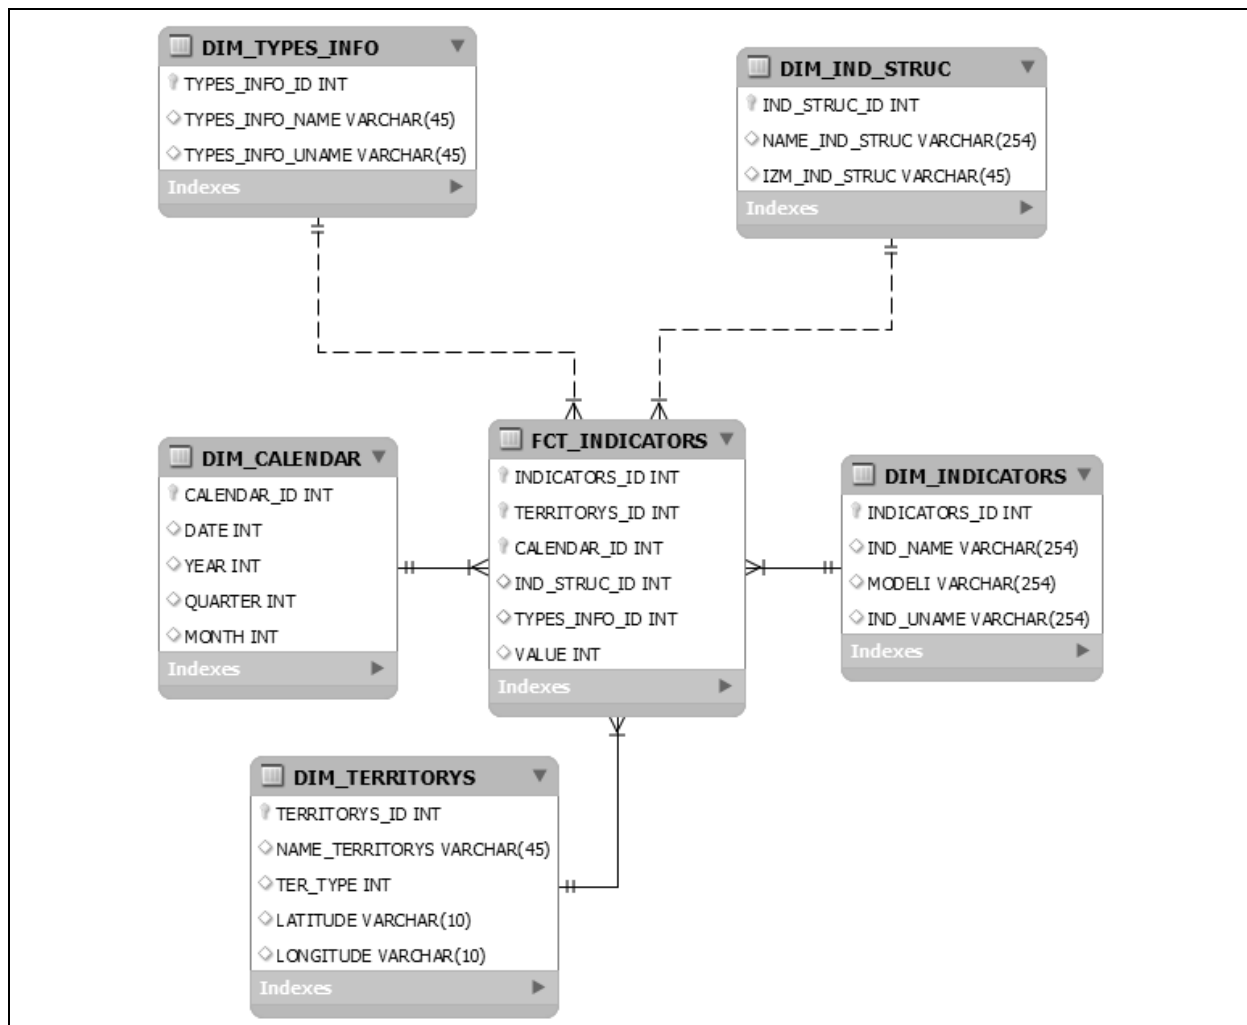 DIM_TYPES_INFO
TYPES_INFO_ID INT
TYPES_INFO_NAME VARCHAR(45)
TYPES_INFO_UNAME VARCHAR(45)
Indexes
DIM_IND_STRUC
IND_STRUC_ID INT
NAME_IND_STRUC VARCHAR(254)
IZM_IND_STRUC VARCHAR(45)
Indexes
DIM_CALENDAR
CALENDAR_ID INT
DATE INT
YEAR INT
QUARTER INT
MONTH INT
Indexes
FCT_INDICATORS
INDICATORS_ID INT
TERRITORYS_ID INT
CALENDAR_ID INT
IND_STRUC_ID INT
TYPES_INFO_ID INT
VALUE INT
Indexes
DIM_INDICATORS
INDICATORS_ID INT
IND_NAME VARCHAR(254)
MODELI VARCHAR(254)
IND_UNAME VARCHAR(254)
Indexes
DIM_TERRITORYS
TERRITORYS_ID INT
NAME_TERRITORYS VARCHAR(45)
TER_TYPE INT
LATITUDE VARCHAR(10)
LONGITUDE VARCHAR(10)
Indexes